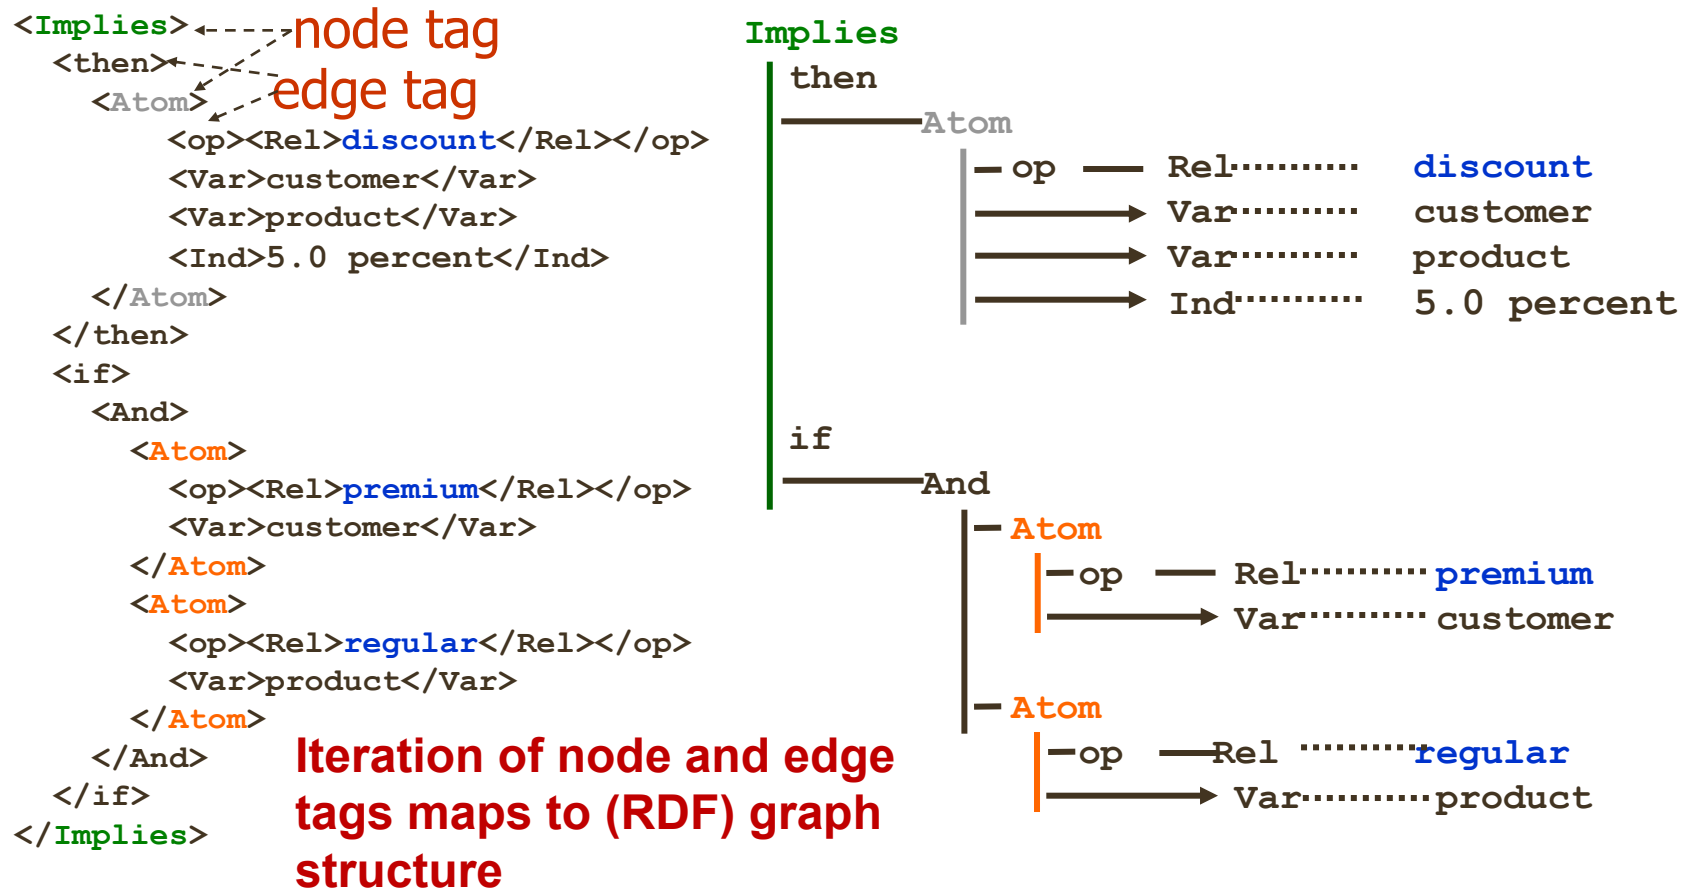 <Implies>
<then>
<Atom>
<op><Rel>discount</Rel></op>
<Var>customer</Var>
<Var>product</Var>
<Ind>5.0 percent</Ind>
</Atom>
</then>
<if>
<And>
<Atom>
<op><Rel>premium</Rel></op>
<Var>customer</Var>
</Atom>
<Atom>
<op><Rel>regular</Rel></op>
<Var>product</Var>
</Atom>
</And>
</if>
</Implies>
node tag
edge tag
Implies
then
Atom
op Rel discount
Var customer
Var product
Ind 5.0 percent
if
And
Atom
op Rel premium
Var customer
Atom
op Rel regular
Var product
Iteration of node and edge
tags maps to (RDF) graph
structure